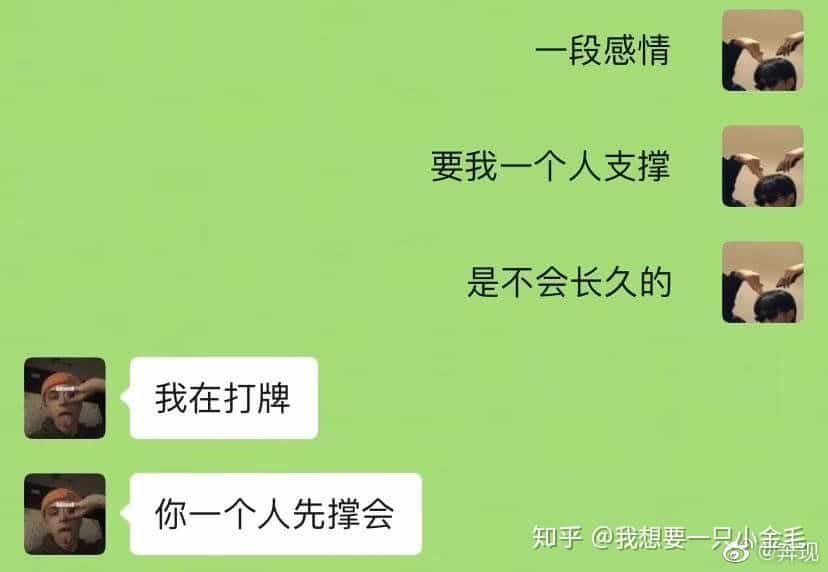 一段感情
要我一个人支撑
是不会长久的
我在打牌
你一个人先撑会
知乎 @我想要一只小金毛
@奔现